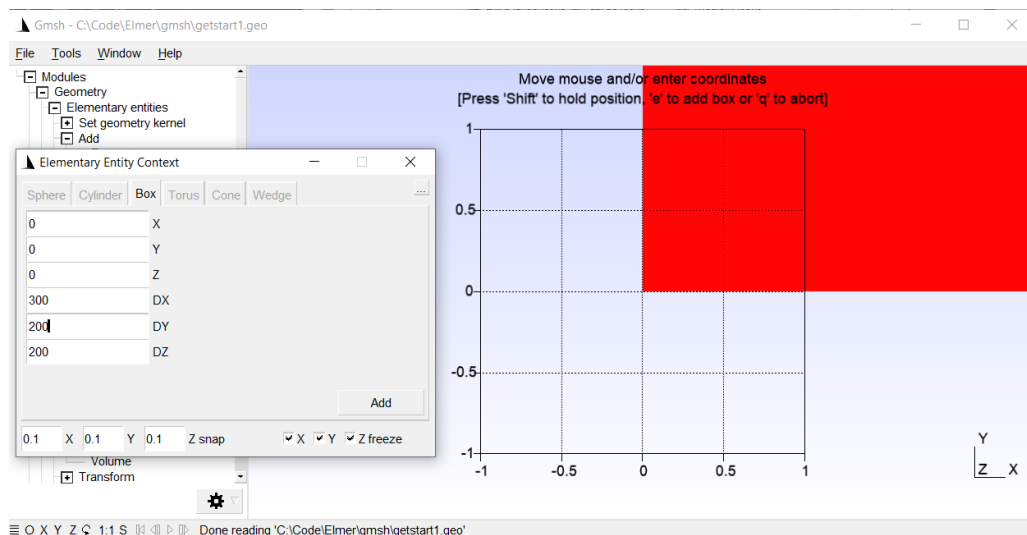 Gmsh - C:\Code\Elmer\gmsh\getstart1.geo
File Tools Window Help
Modules
Geometry
Elementary entities
Set geometry kernel
Add
Move mouse and/or enter coordinates
[Press 'Shift' to hold position, 'e' to add box or 'q' to abort]
Elementary Entity Context
Sphere Cylinder Box Torus Cone Wedge ...
0 X
0 Y
0 Z
300 DX
200 DY
200 DZ
Add
0.1 X 0.1 Y 0.1 Z snap X Y Z freeze
Volume
Transform
1
0.5
0
-0.5
-1
-1 -0.5 0 0.5 1
Y
Z X
O X Y Z 1:1 S Done reading 'C:\Code\Elmer\gmsh\getstart1.geo'